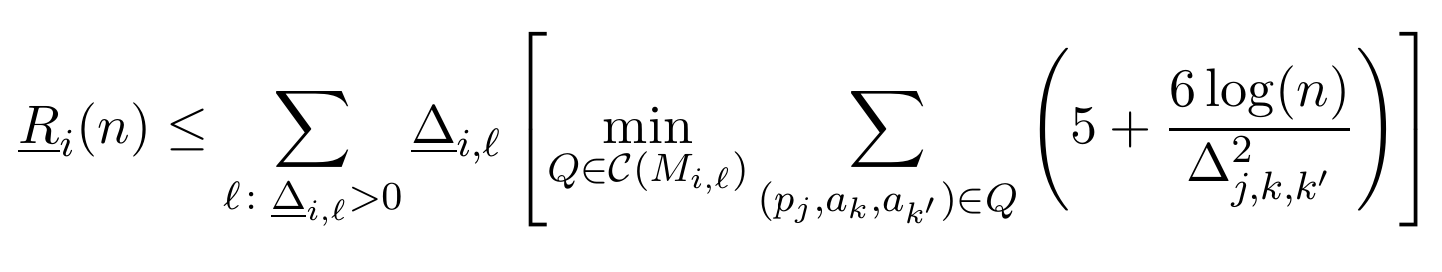 \underline{R}_i(n) \leq \sum_{\ell \colon \underline{\Delta}_{i,\ell} > 0} \underline{\Delta}_{i,\ell} \left[ \min_{Q \in \mathcal{C}(M_{i,\ell})} \sum_{(p_j, a_k, a_{k'}) \in Q} \left( 5 + \frac{6 \log(n)}{\Delta^2_{j,k,k'}} \right) \right]